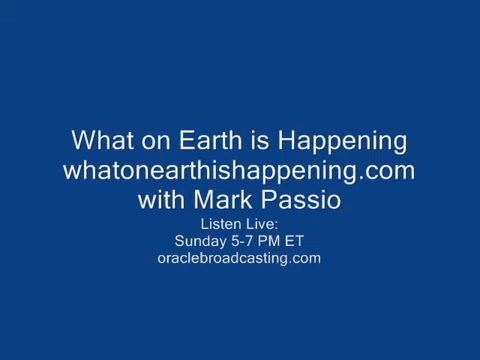 What on Earth is Happening
whatonearthishappening.com
with Mark Passio
Listen Live:
Sunday 5-7 PM ET
oraclebroadcasting.com